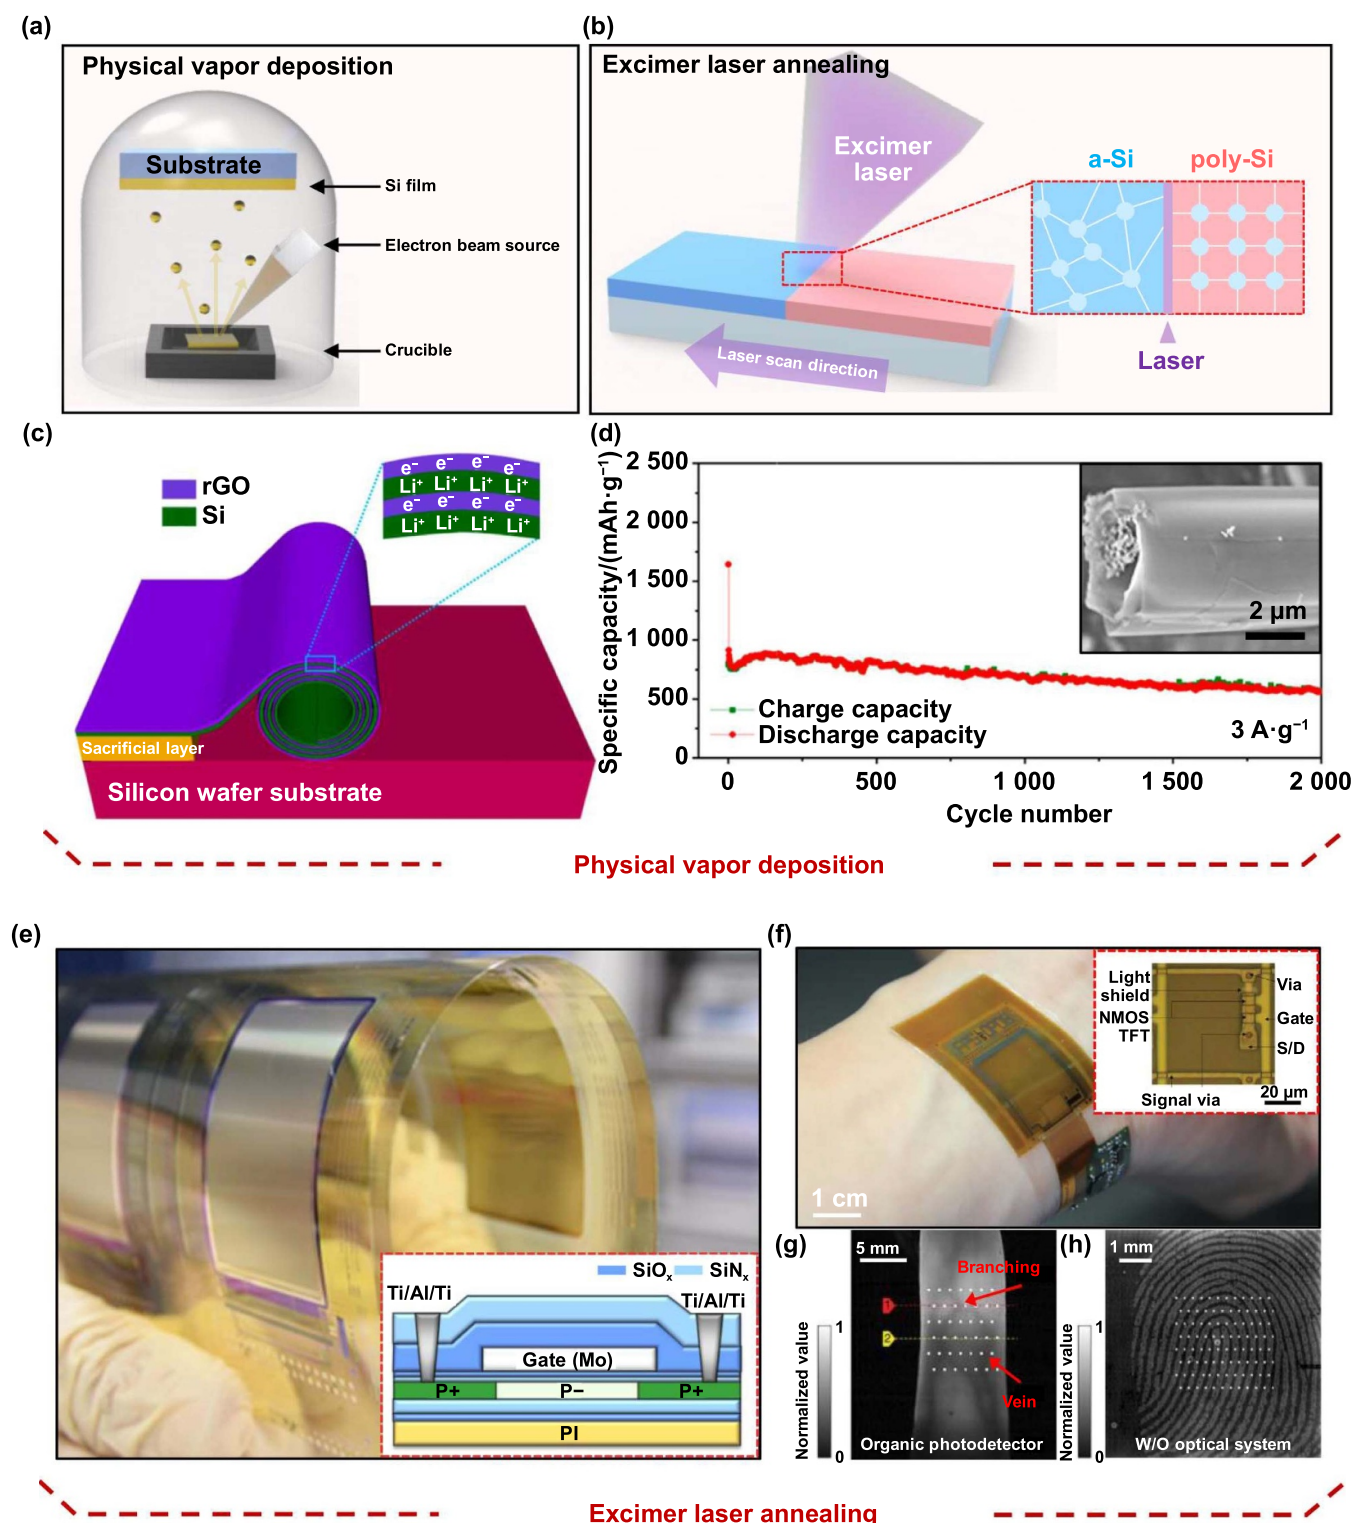 (a)
Physical vapor deposition
Substrate
Si film
Electron beam source
Crucible
(b)
Excimer laser annealing
Excimer
laser
Laser scan direction
a-Si
poly-Si
Laser
(c)
rGO
Si
e⁻ e⁻ e⁻ e⁻
Li⁺ Li⁺ Li⁺ Li⁺
e⁻ e⁻ e⁻ e⁻
Li⁺ Li⁺ Li⁺ Li⁺
Sacrificial layer
Silicon wafer substrate
(d)
Specific capacity/(mAh·g⁻¹)
2 500
2 000
1 500
1 000
500
0
2 µm
Charge capacity
Discharge capacity
3 A·g⁻¹
0 500 1 000 1 500 2 000
Cycle number
Physical vapor deposition
(e)
SiOₓ SiNₓ
Ti/Al/Ti Ti/Al/Ti
Gate (Mo)
P+ P− P+
PI
(f)
Light
shield
NMOS
TFT
Via
Gate
S/D
Signal via
20 µm
1 cm
(g)
5 mm
Branching
1
2
Vein
Normalized value
1
0
Organic photodetector
(h)
1 mm
Normalized value
1
0
W/O optical system
Excimer laser annealing